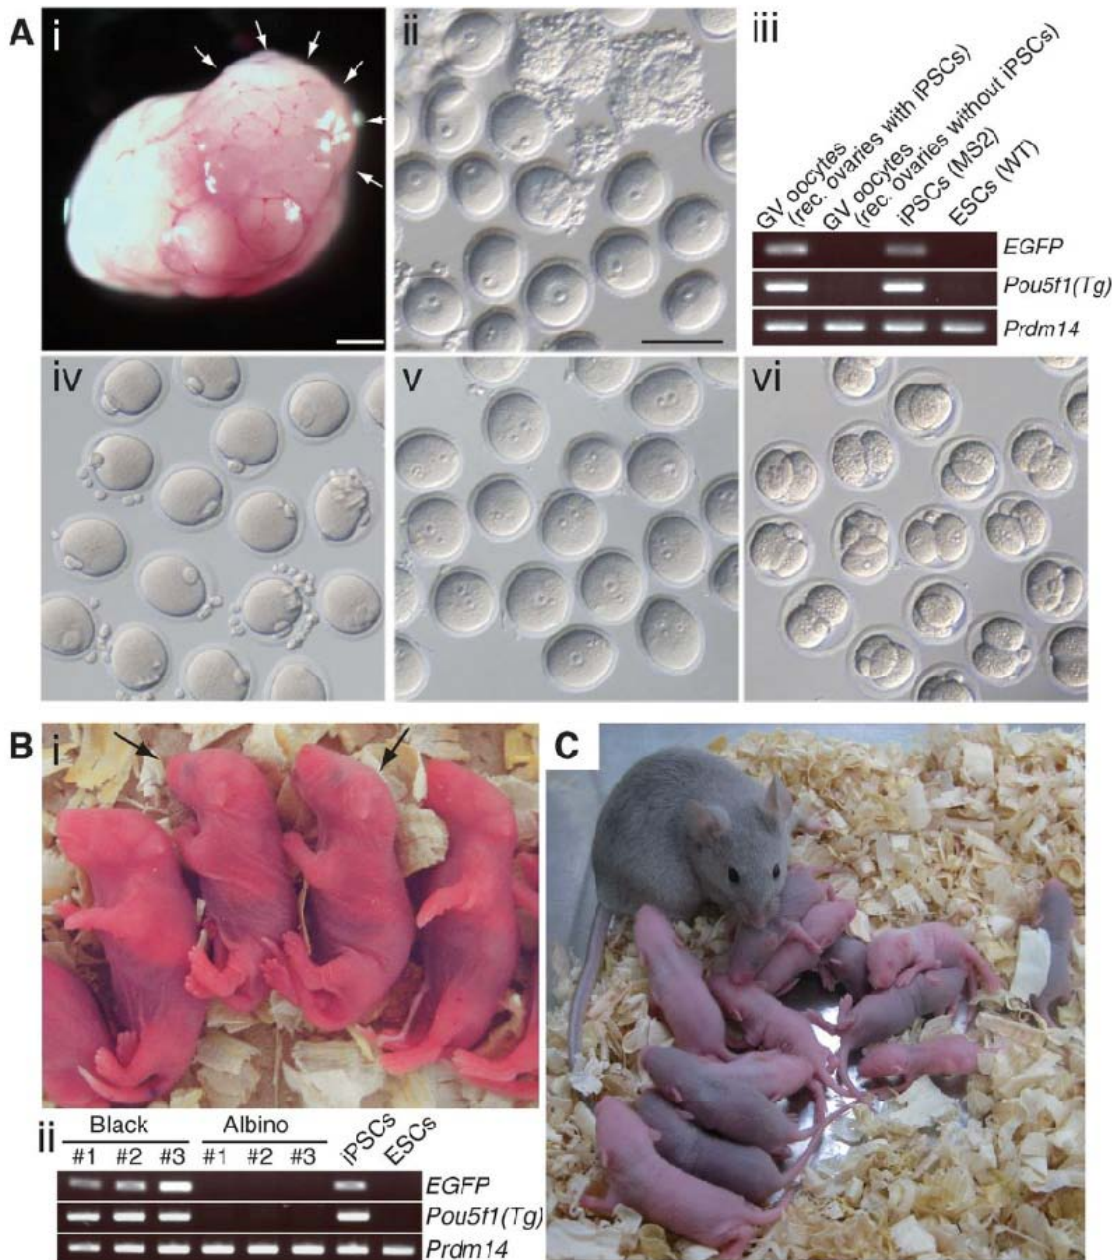 A
i
ii
iii
GV oocytes
(rec. ovaries with iPSCs)
GV oocytes
(rec. ovaries without iPSCs)
iPSCs (MS2)
ESCs (WT)
EGFP
Pou5f1(Tg)
Prdm14
iv
v
vi
B
i
C
ii
Black Albino
#1 #2 #3 #1 #2 #3 iPSCs ESCs
EGFP
Pou5f1(Tg)
Prdm14